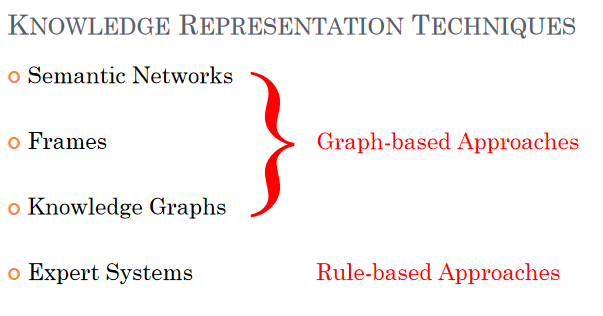 KNOWLEDGE REPRESENTATION TECHNIQUES
Semantic Networks
Frames Graph-based Approaches
Knowledge Graphs
Expert Systems Rule-based Approaches